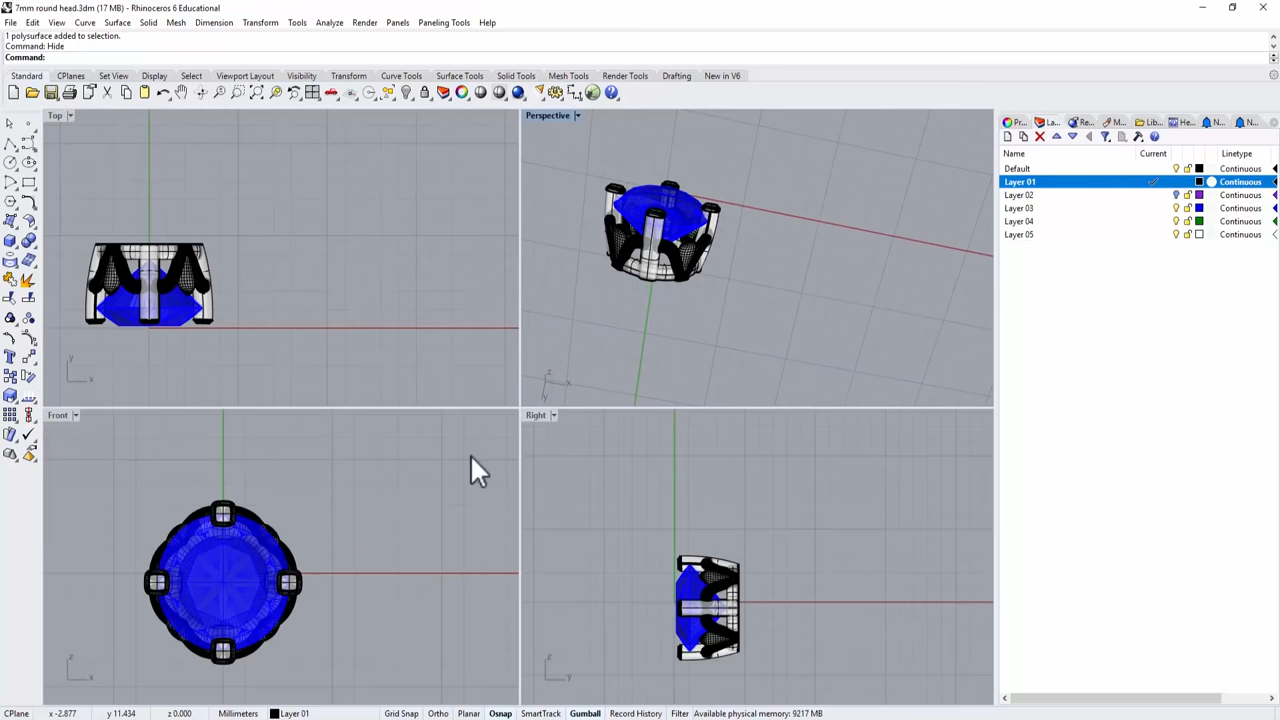 7mm round head.3dm (17 MB) - Rhinoceros 6 Educational
File Edit View Curve Surface Solid Mesh Dimension Transform Tools Analyze Render Panels Paneling Tools Help
1 polysurface added to selection.
Command: Hide
Command:
Standard CPlanes Set View Display Select Viewport Layout Visibility Transform Curve Tools Surface Tools Solid Tools Mesh Tools Render Tools Drafting New in V6
Top
Perspective
Pr... La... Re... M... Lib... He... N... N...
Name Current Linetype
Default Continuous
Layer 01 Continuous
Layer 02 Continuous
Layer 03 Continuous
Layer 04 Continuous
Layer 05 Continuous
y
x
z
x
y
Front
Right
z
x
z
y
CPlane x -2.877 y 11.434 z 0.000 Millimeters Layer 01 Grid Snap Ortho Planar Osnap SmartTrack Gumball Record History Filter Available physical memory: 9217 MB